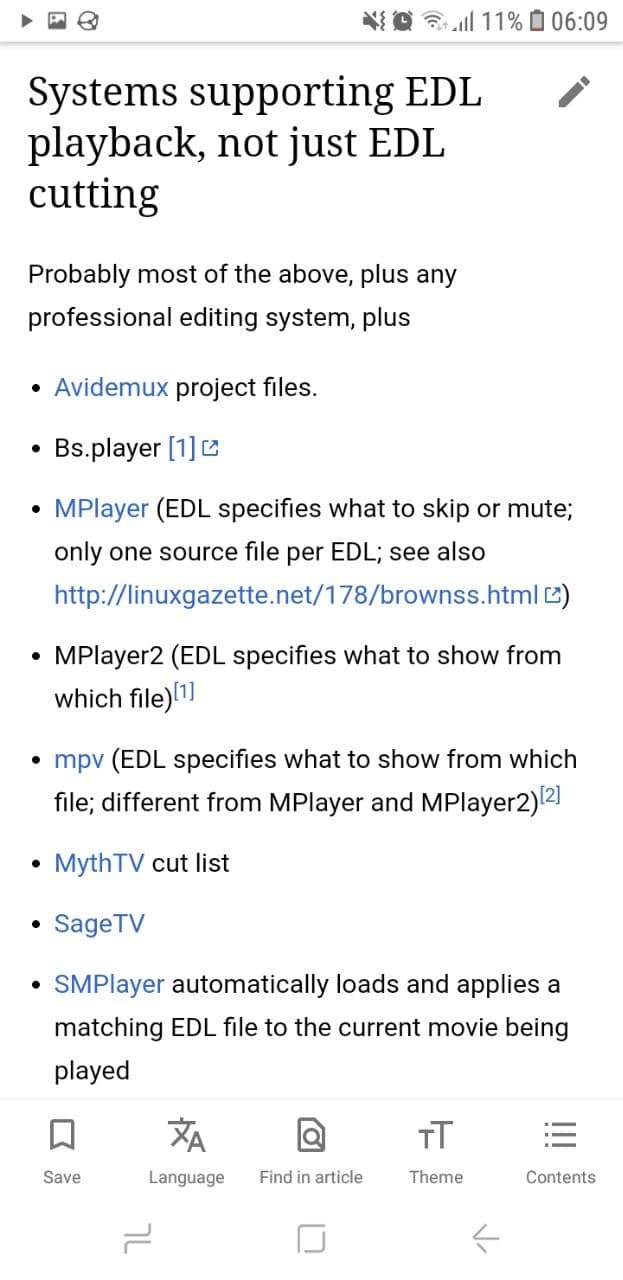 11% 06:09
Systems supporting EDL
playback, not just EDL
cutting
Probably most of the above, plus any
professional editing system, plus
• Avidemux project files.
• Bs.player [1]
• MPlayer (EDL specifies what to skip or mute;
only one source file per EDL; see also
http://linuxgazette.net/178/brownss.html)
• MPlayer2 (EDL specifies what to show from
which file)[1]
• mpv (EDL specifies what to show from which
file; different from MPlayer and MPlayer2)[2]
• MythTV cut list
• SageTV
• SMPlayer automatically loads and applies a
matching EDL file to the current movie being
played
Save Language Find in article Theme Contents